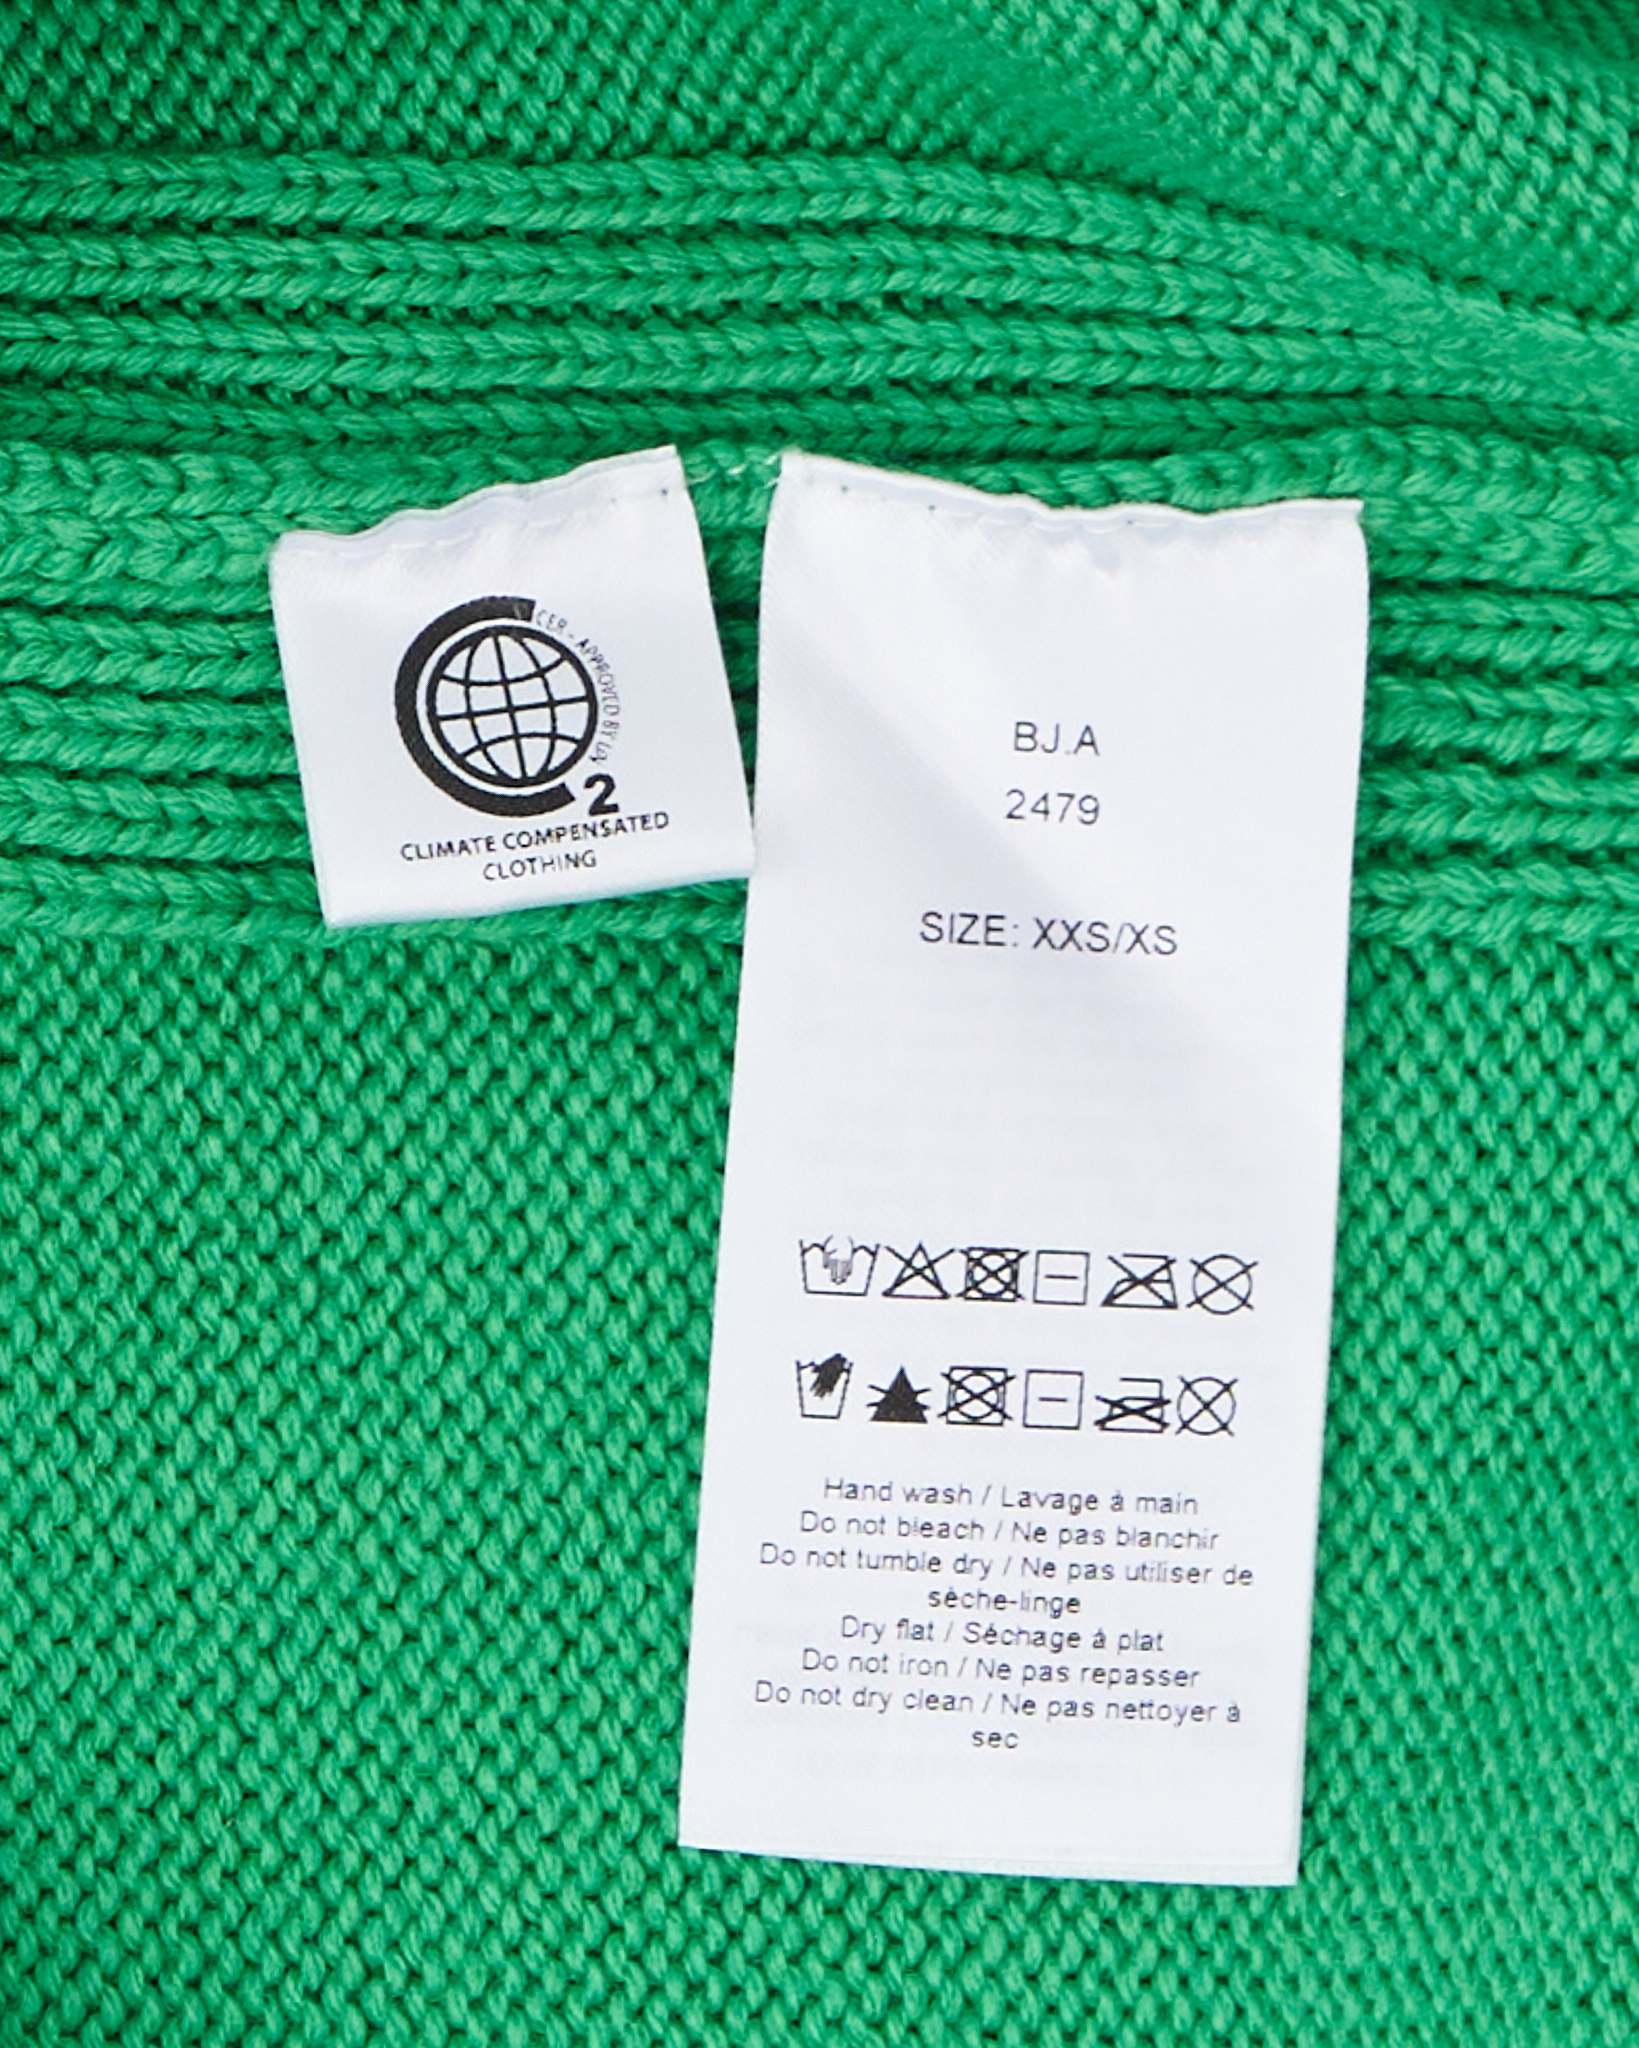 CER - APPROVED BY
2
CLIMATE COMPENSATED
CLOTHING
BJ.A
2479
SIZE: XXS/XS
Hand wash / Lavage à main
Do not bleach / Ne pas blanchir
Do not tumble dry / Ne pas utiliser de
sèche-linge
Dry flat / Séchage à plat
Do not iron / Ne pas repasser
Do not dry clean / Ne pas nettoyer à
sec